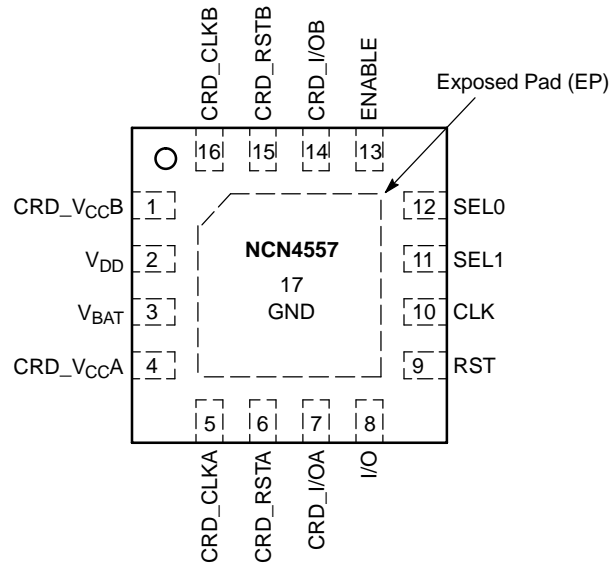 CRD_CLKB
CRD_RSTB
CRD_I/OB
ENABLE
Exposed Pad (EP)
16
15
14
13
CRD_VCCB
1
12
SEL0
VDD
2
NCN4557
11
SEL1
17
VBAT
3
GND
10
CLK
CRD_VCCA
4
9
RST
5
6
7
8
CRD_CLKA
CRD_RSTA
CRD_I/OA
I/O